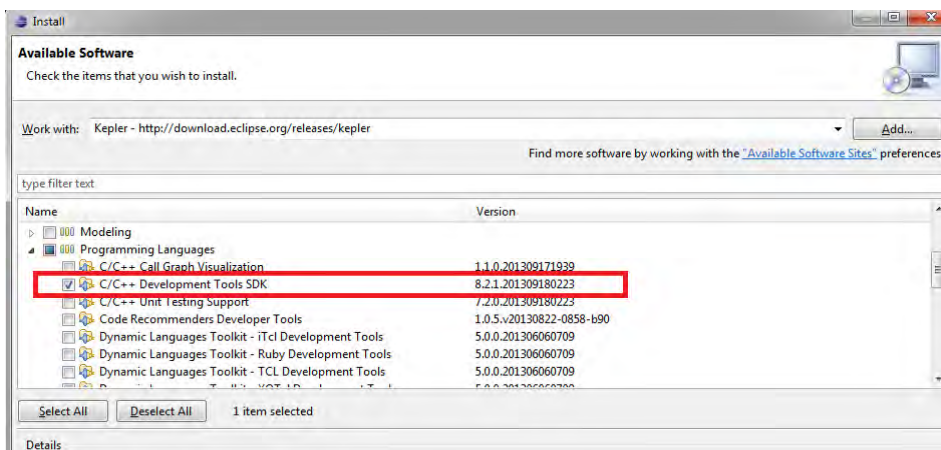 Install
Available Software
Check the items that you wish to install.
Work with: Kepler - http://download.eclipse.org/releases/kepler Add...
Find more software by working with the "Available Software Sites" preferences
type filter text
Name Version
Modeling
Programming Languages
C/C++ Call Graph Visualization 1.1.0.201309171939
C/C++ Development Tools SDK 8.2.1.201309180223
C/C++ Unit Testing Support 7.2.0.201309180223
Code Recommenders Developer Tools 1.0.5.v20130822-0858-b90
Dynamic Languages Toolkit - iTcl Development Tools 5.0.0.201306060709
Dynamic Languages Toolkit - Ruby Development Tools 5.0.0.201306060709
Dynamic Languages Toolkit - TCL Development Tools 5.0.0.201306060709
Select All Deselect All 1 item selected
Details